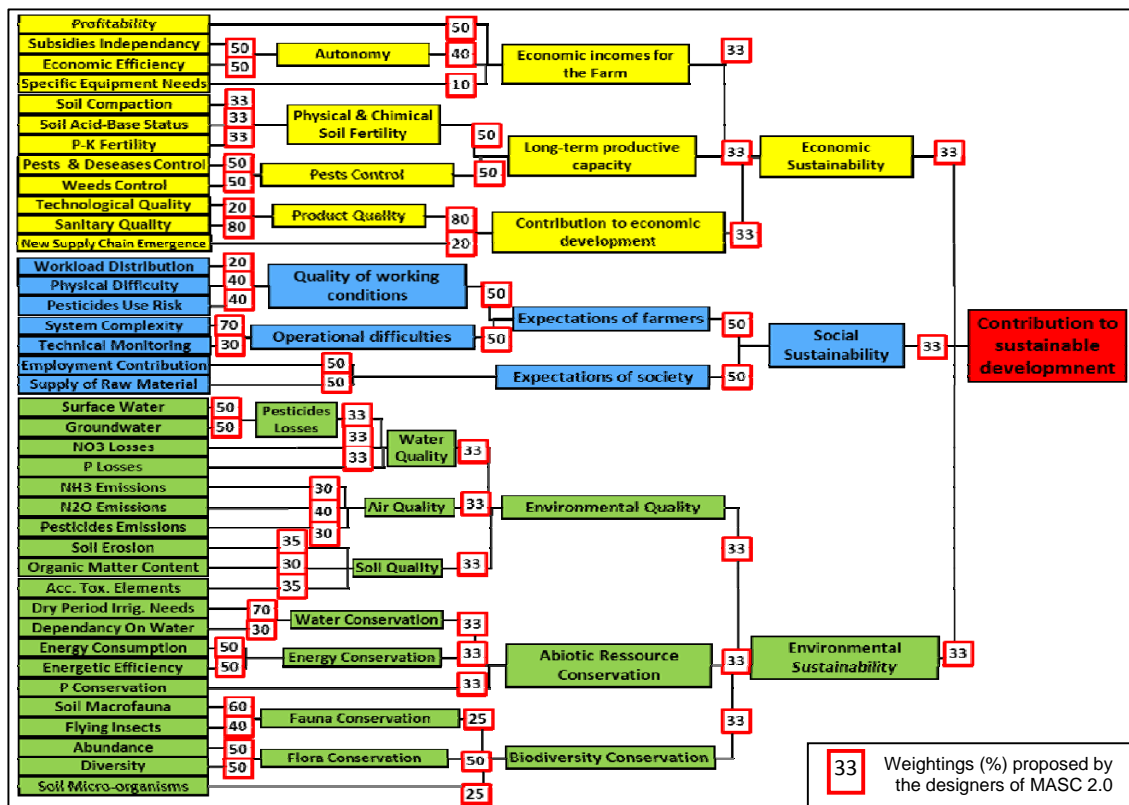 Profitability
50
Subsidies Independancy
50
Autonomy
40
Economic incomes for
the Farm
33
Economic Efficiency
50
Specific Equipment Needs
10
Soil Compaction
33
Soil Acid-Base Status
33
Physical & Chimical
Soil Fertility
50
P-K Fertility
33
Long-term productive
capacity
33
Economic
Sustainability
33
Pests & Deseases Control
50
Pests Control
50
Weeds Control
50
Technological Quality
20
Product Quality
80
Sanitary Quality
80
Contribution to economic
development
33
New Supply Chain Emergence
20
Workload Distribution
20
Physical Difficulty
40
Quality of working
conditions
50
Pesticides Use Risk
40
Expectations of farmers
50
System Complexity
70
Operational difficulties
50
Technical Monitoring
30
Social
Sustainability
33
Contribution to
sustainable
developmnent
Employment Contribution
50
Expectations of society
50
Supply of Raw Material
50
Surface Water
50
Pesticides
Losses
33
Groundwater
50
NO3 Losses
33
Water
Quality
33
P Losses
33
NH3 Emissions
30
N2O Emissions
40
Air Quality
33
Environmental Quality
33
Pesticides Emissions
30
Soil Erosion
35
Organic Matter Content
30
Soil Quality
33
Acc. Tox. Elements
35
Dry Period Irrig. Needs
70
Water Conservation
33
Dependancy On Water
30
Energy Consumption
50
Energy Conservation
33
Abiotic Ressource
Conservation
33
Environmental
Sustainability
33
Energetic Efficiency
50
P Conservation
33
Soil Macrofauna
60
Fauna Conservation
25
Flying Insects
40
33
Abundance
50
Flora Conservation
50
Biodiversity Conservation
Diversity
50
Soil Micro-organisms
25
33
Weightings (%) proposed by
the designers of MASC 2.0